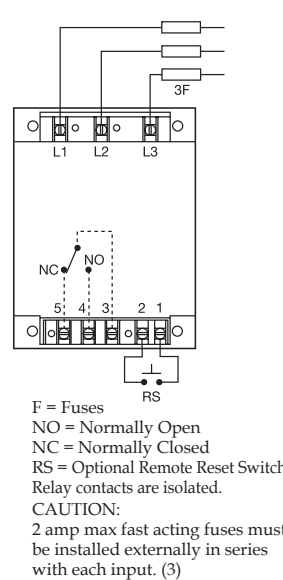 3F
L1 L2 L3
NC NO
5 4 3 2 1
RS
F = Fuses
NO = Normally Open
NC = Normally Closed
RS = Optional Remote Reset Switch
Relay contacts are isolated.
CAUTION:
2 amp max fast acting fuses must
be installed externally in series
with each input. (3)